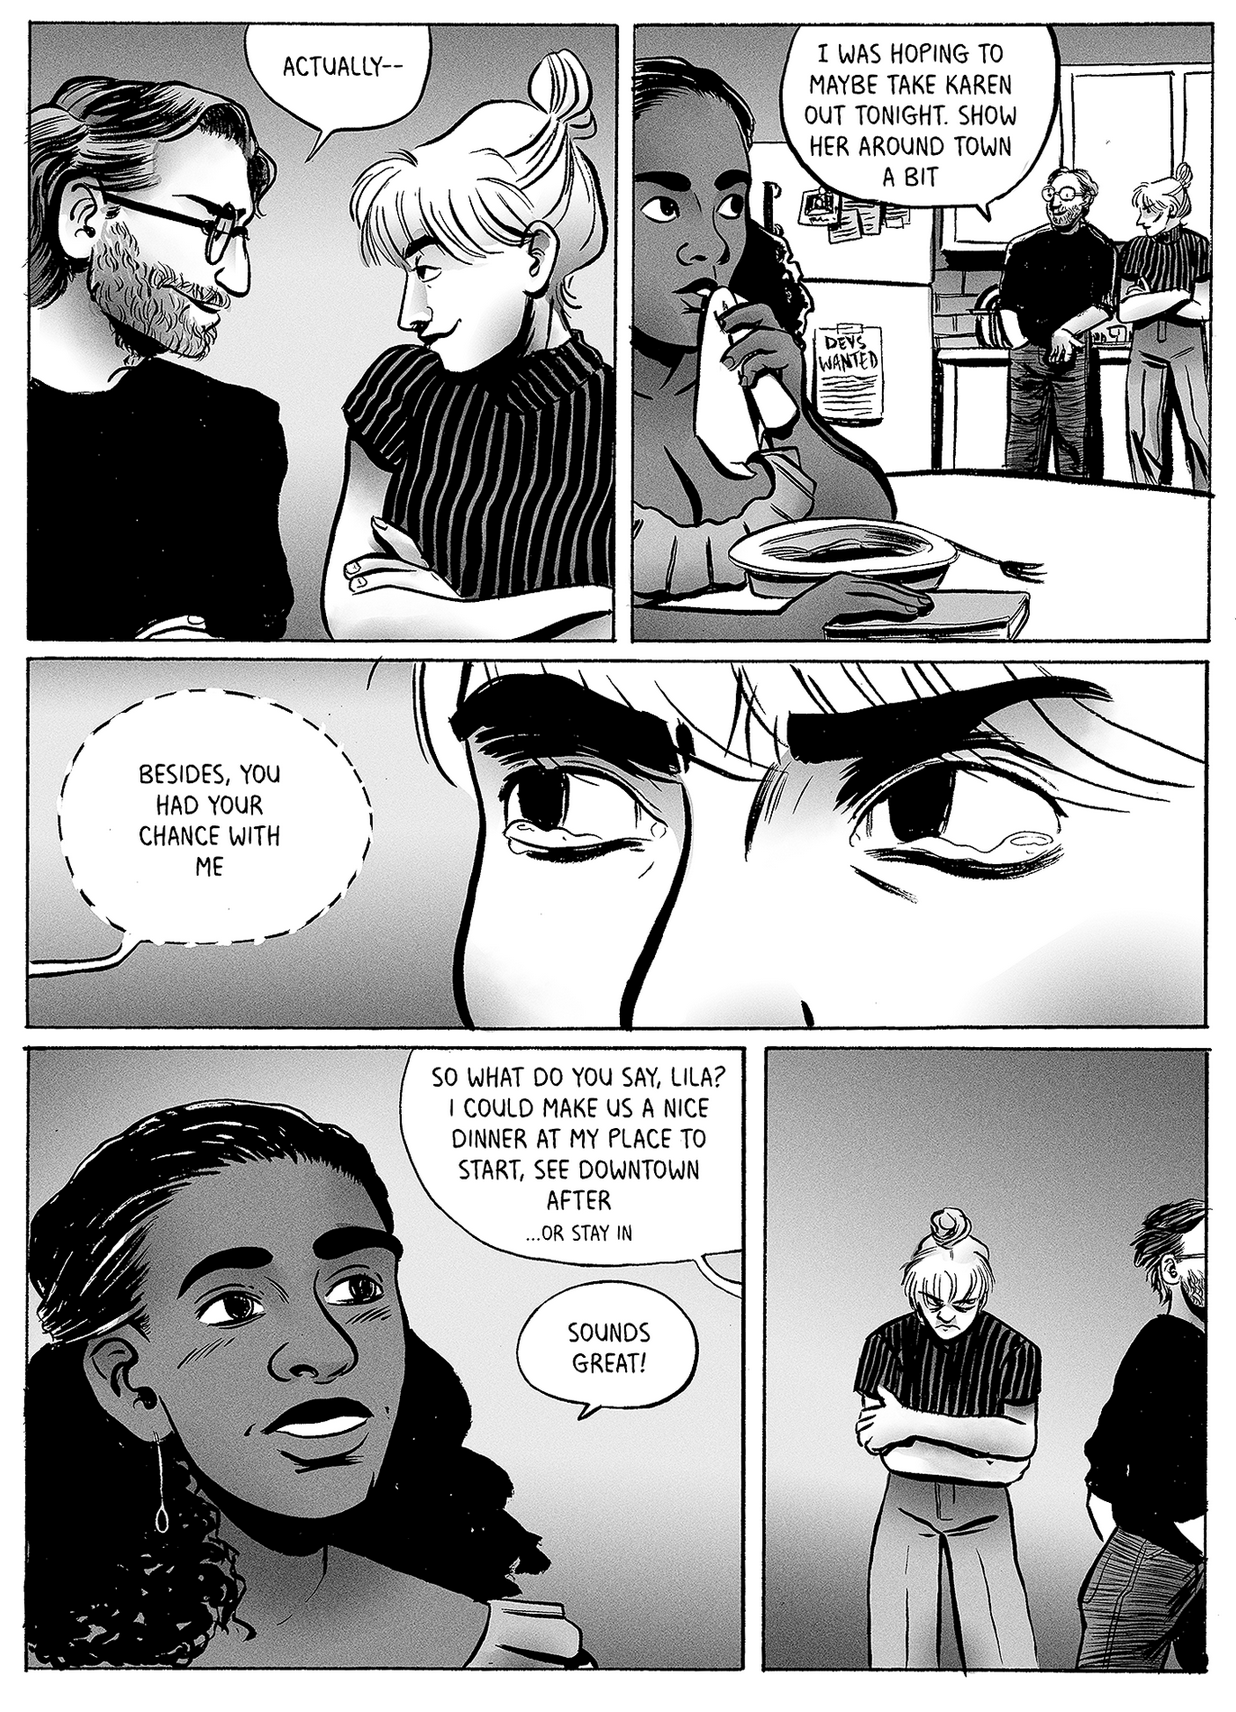 ACTUALLY--
I WAS HOPING TO
MAYBE TAKE KAREN
OUT TONIGHT. SHOW
HER AROUND TOWN
A BIT
DEVS
WANTED
BESIDES, YOU
HAD YOUR
CHANCE WITH
ME
SO WHAT DO YOU SAY, LILA?
I COULD MAKE US A NICE
DINNER AT MY PLACE TO
START, SEE DOWNTOWN
AFTER
...OR STAY IN
SOUNDS
GREAT!